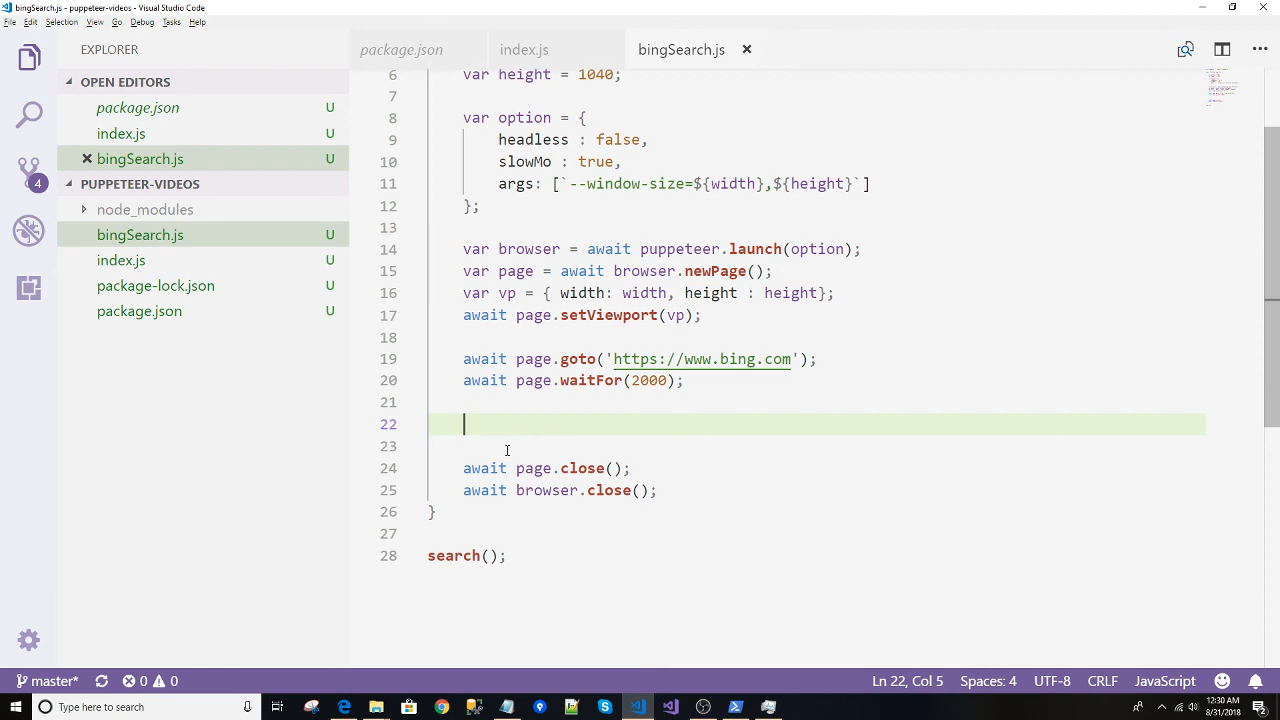 bingSearch.js - puppeteer-videos - Visual Studio Code
File Edit Selection View Go Debug Tasks Help
EXPLORER
OPEN EDITORS
package.json U
index.js U
bingSearch.js U
PUPPETEER-VIDEOS
node_modules
bingSearch.js U
index.js U
package-lock.json U
package.json U
4
package.json index.js bingSearch.js
6 var height = 1040;
7
8 var option = {
9 headless : false,
10 slowMo : true,
11 args: [`--window-size=${width},${height}`]
12 };
13
14 var browser = await puppeteer.launch(option);
15 var page = await browser.newPage();
16 var vp = { width: width, height : height};
17 await page.setViewport(vp);
18
19 await page.goto('https://www.bing.com');
20 await page.waitFor(2000);
21
22
23
24 await page.close();
25 await browser.close();
26 }
27
28 search();
master* 0 0 Ln 22, Col 5 Spaces: 4 UTF-8 CRLF JavaScript
Type here to search
12:30 AM
8/31/2018